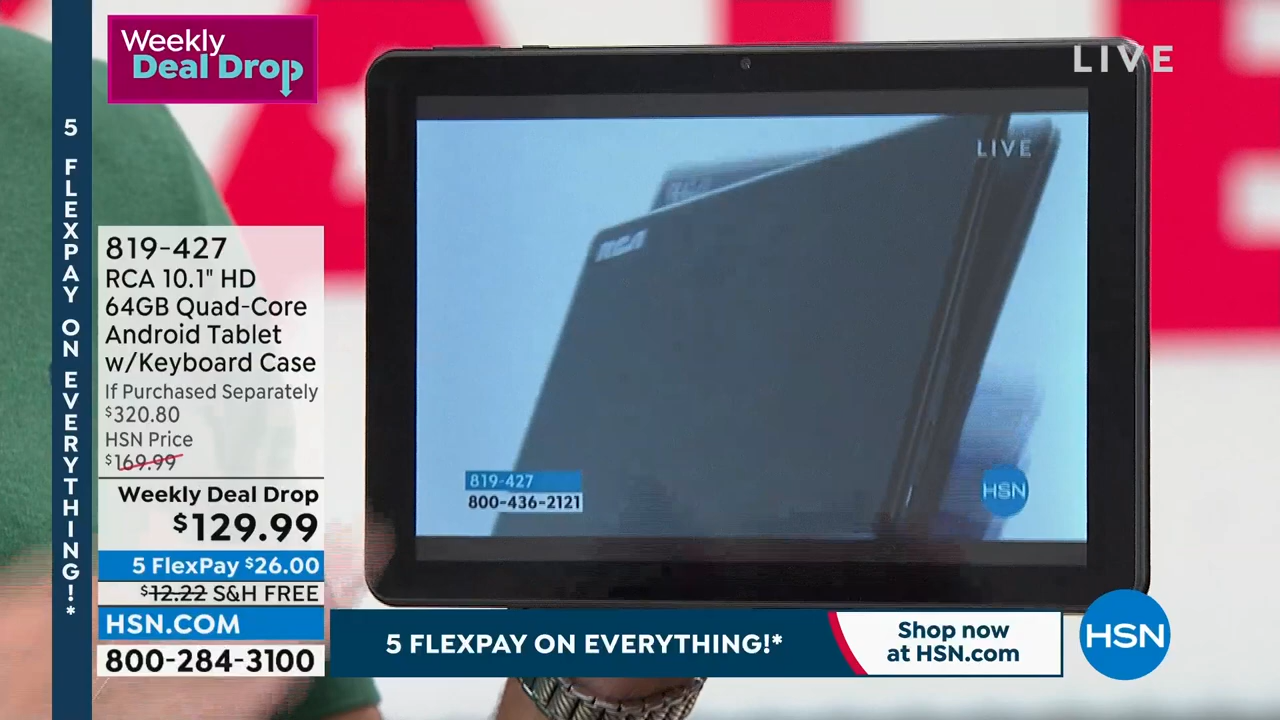 Weekly
Deal Drop
LIVE
5 FLEXPAY ON EVERYTHING!*
819-427
RCA 10.1" HD
64GB Quad-Core
Android Tablet
w/Keyboard Case
If Purchased Separately
$320.80
HSN Price
$169.99
Weekly Deal Drop
$129.99
5 FlexPay $26.00
$12.22 S&H FREE
HSN.COM
800-284-3100
LIVE
RCA
819-427
800-436-2121
HSN
5 FLEXPAY ON EVERYTHING!*
Shop now
at HSN.com
HSN